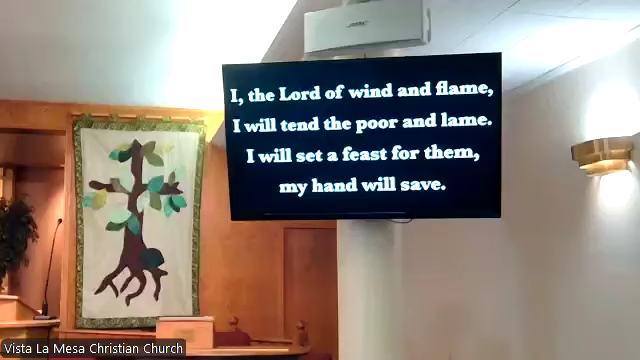 I, the Lord of wind and flame,
I will tend the poor and lame.
I will set a feast for them,
my hand will save.
Vista La Mesa Christian Church